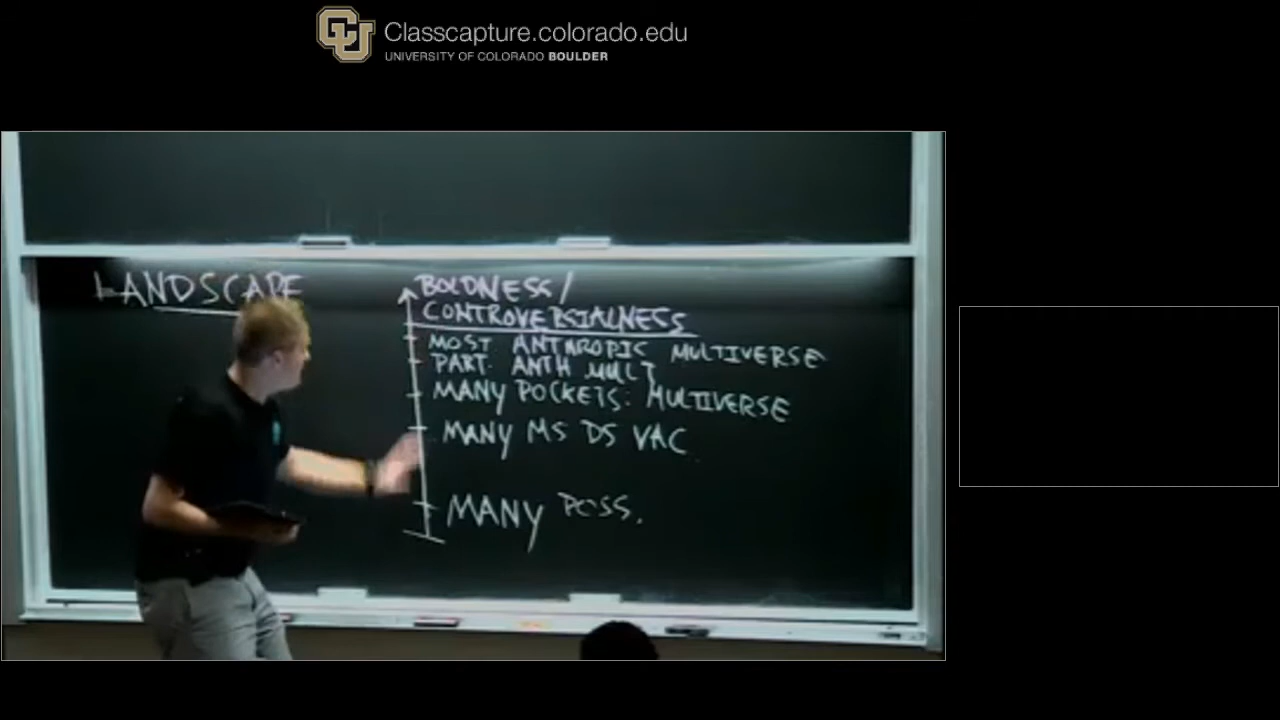 CU
Classcapture.colorado.edu
UNIVERSITY OF COLORADO BOULDER
LANDSCAPE
BOLDNESS/
CONTROVERSIALNESS
MOST ANTHROPIC MULTIVERSE
PART. ANTH MULT
MANY POCKETS: MULTIVERSE
MANY MS DS VAC
MANY POSS.